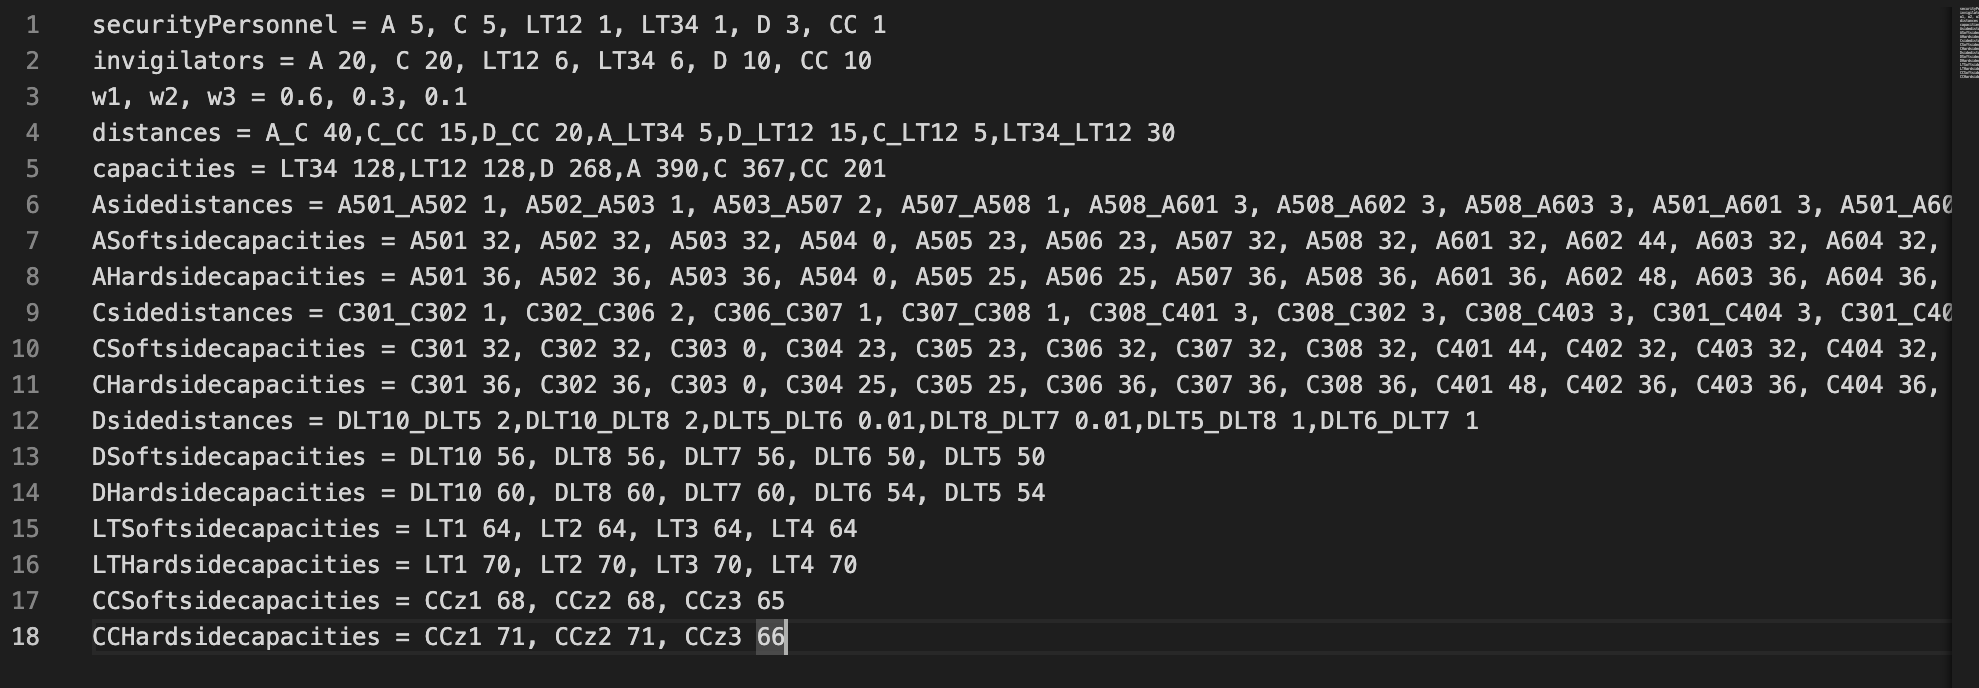 1 securityPersonnel = A 5, C 5, LT12 1, LT34 1, D 3, CC 1
2 invigilators = A 20, C 20, LT12 6, LT34 6, D 10, CC 10
3 w1, w2, w3 = 0.6, 0.3, 0.1
4 distances = A_C 40,C_CC 15,D_CC 20,A_LT34 5,D_LT12 15,C_LT12 5,LT34_LT12 30
5 capacities = LT34 128,LT12 128,D 268,A 390,C 367,CC 201
6 Asidedistances = A501_A502 1, A502_A503 1, A503_A507 2, A507_A508 1, A508_A601 3, A508_A602 3, A508_A603 3, A501_A601 3, A501_A60
7 ASoftsidecapacities = A501 32, A502 32, A503 32, A504 0, A505 23, A506 23, A507 32, A508 32, A601 32, A602 44, A603 32, A604 32,
8 AHardsidecapacities = A501 36, A502 36, A503 36, A504 0, A505 25, A506 25, A507 36, A508 36, A601 36, A602 48, A603 36, A604 36,
9 Csidedistances = C301_C302 1, C302_C306 2, C306_C307 1, C307_C308 1, C308_C401 3, C308_C302 3, C308_C403 3, C301_C404 3, C301_C40
10 CSoftsidecapacities = C301 32, C302 32, C303 0, C304 23, C305 23, C306 32, C307 32, C308 32, C401 44, C402 32, C403 32, C404 32,
11 CHardsidecapacities = C301 36, C302 36, C303 0, C304 25, C305 25, C306 36, C307 36, C308 36, C401 48, C402 36, C403 36, C404 36,
12 Dsidedistances = DLT10_DLT5 2,DLT10_DLT8 2,DLT5_DLT6 0.01,DLT8_DLT7 0.01,DLT5_DLT8 1,DLT6_DLT7 1
13 DSoftsidecapacities = DLT10 56, DLT8 56, DLT7 56, DLT6 50, DLT5 50
14 DHardsidecapacities = DLT10 60, DLT8 60, DLT7 60, DLT6 54, DLT5 54
15 LTSoftsidecapacities = LT1 64, LT2 64, LT3 64, LT4 64
16 LTHardsidecapacities = LT1 70, LT2 70, LT3 70, LT4 70
17 CCSoftsidecapacities = CCz1 68, CCz2 68, CCz3 65
18 CCHardsidecapacities = CCz1 71, CCz2 71, CCz3 66